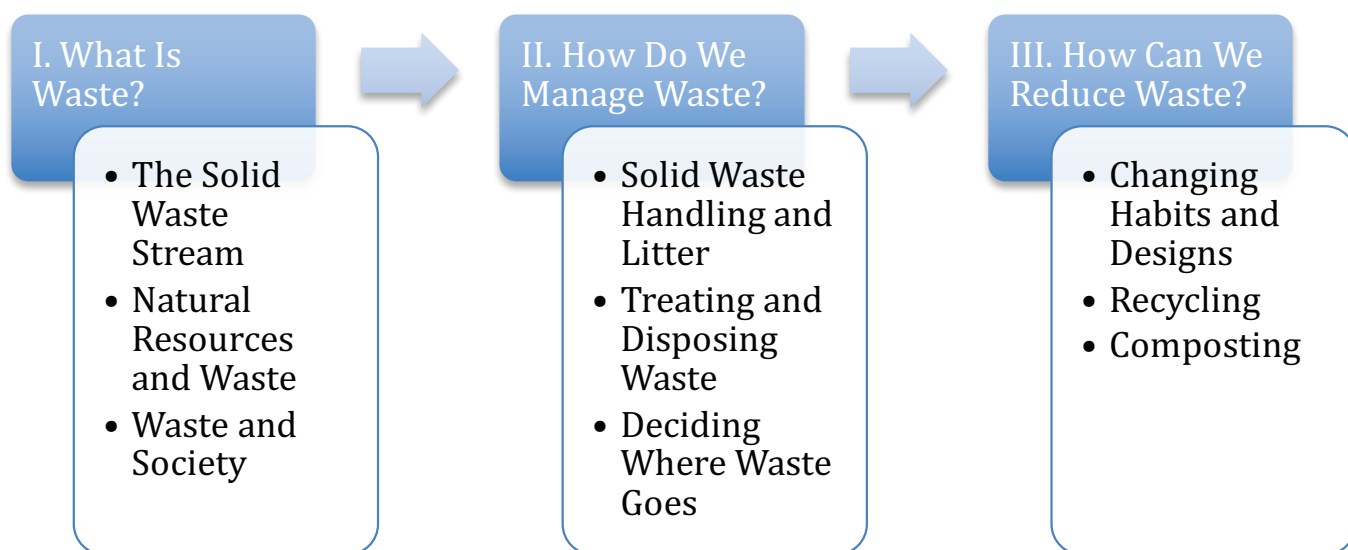 I. What Is
Waste?
• The Solid
Waste
Stream
• Natural
Resources
and Waste
• Waste and
Society
II. How Do We
Manage Waste?
• Solid Waste
Handling and
Litter
• Treating and
Disposing
Waste
• Deciding
Where Waste
Goes
III. How Can We
Reduce Waste?
• Changing
Habits and
Designs
• Recycling
• Composting